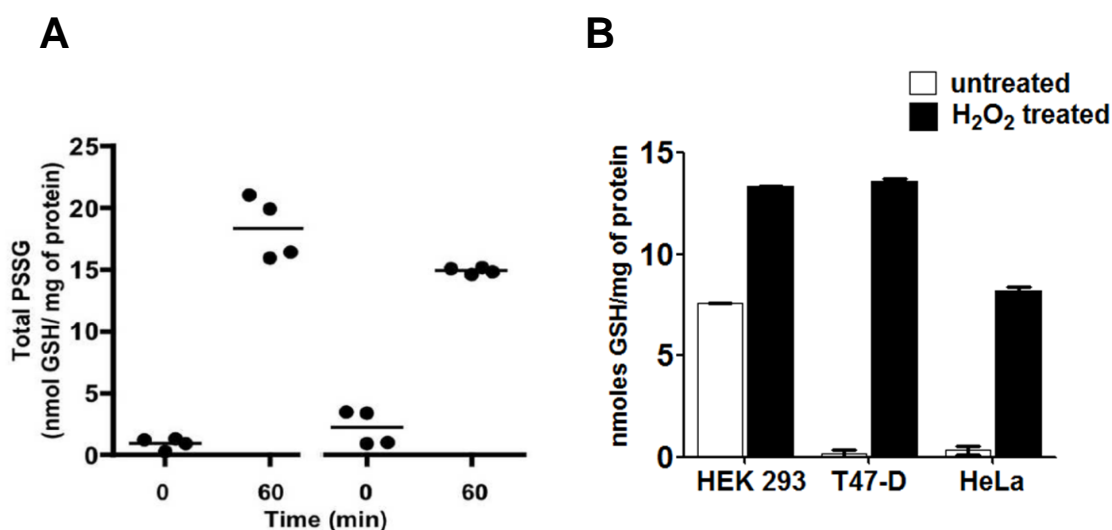 A
Total PSSG
(nmol GSH/ mg of protein)
25
20
15
10
5
0
0
60
0
60
Time (min)
B
untreated
H₂O₂ treated
nmoles GSH/mg of protein
15
10
5
0
HEK 293
T47-D
HeLa